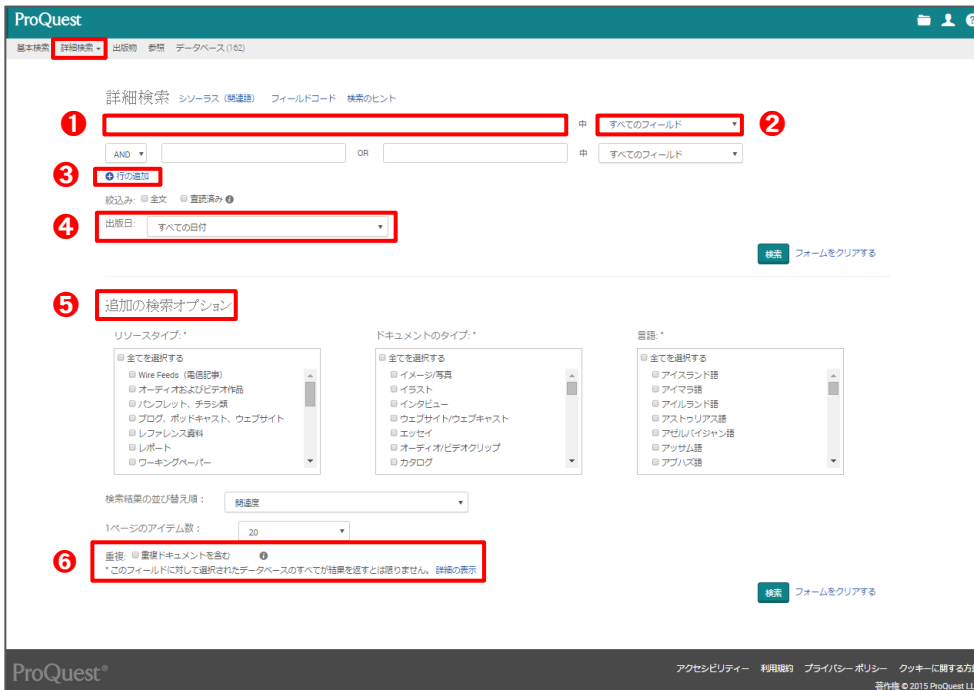 ProQuest
基本検索 詳細検索 出版物 参照 データベース (162)
詳細検索 シソーラス (関連語) フィールドコード 検索のヒント
❶ 中 すべてのフィールド ❷
AND OR 中 すべてのフィールド
❸ 行の追加
絞込み: 全文 査読済み
❹ 出版日: すべての日付
検索 フォームをクリアする
❺ 追加の検索オプション
リソースタイプ: * ドキュメントのタイプ: * 言語: *
全てを選択する 全てを選択する 全てを選択する
Wire Feeds (電信記事) イメージ/写真 アイスランド語
オーディオおよびビデオ作品 イラスト アイマラ語
パンフレット、チラシ類 インタビュー アイルランド語
ブログ、ポッドキャスト、ウェブサイト ウェブサイト/ウェブキャスト アストゥリアス語
レファレンス資料 エッセイ アゼルバイジャン語
レポート オーディオ/ビデオクリップ アッサム語
ワーキングペーパー カタログ アブハズ語
検索結果の並び替え順: 関連度
1ページのアイテム数: 20
❻ 重複: 重複ドキュメントを含む
* このフィールドに対して選択されたデータベースのすべてが結果を返すとは限りません。 詳細の表示
検索 フォームをクリアする
ProQuest®
アクセシビリティー 利用規約 プライバシーポリシー クッキーに関する方
著作権 © 2015 ProQuest LL